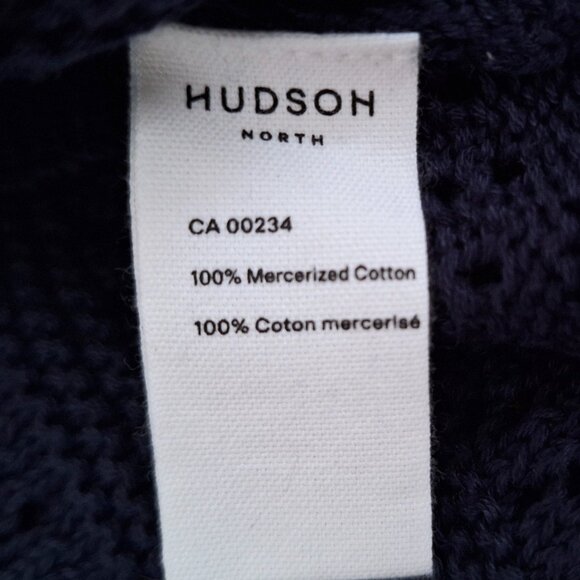 HUDSON
NORTH
CA 00234
100% Mercerized Cotton
100% Coton mercerisé